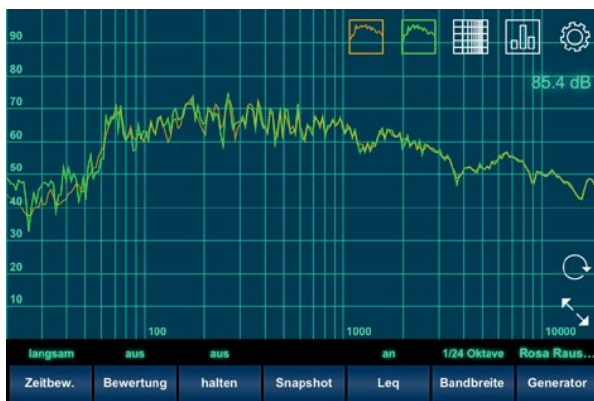 90
80
85.4 dB
70
60
50
40
30
20
10
100 1000 10000
langsam aus aus an 1/24 Oktave Rosa Raus...
Zeitbew. Bewertung halten Snapshot Leq Bandbreite Generator